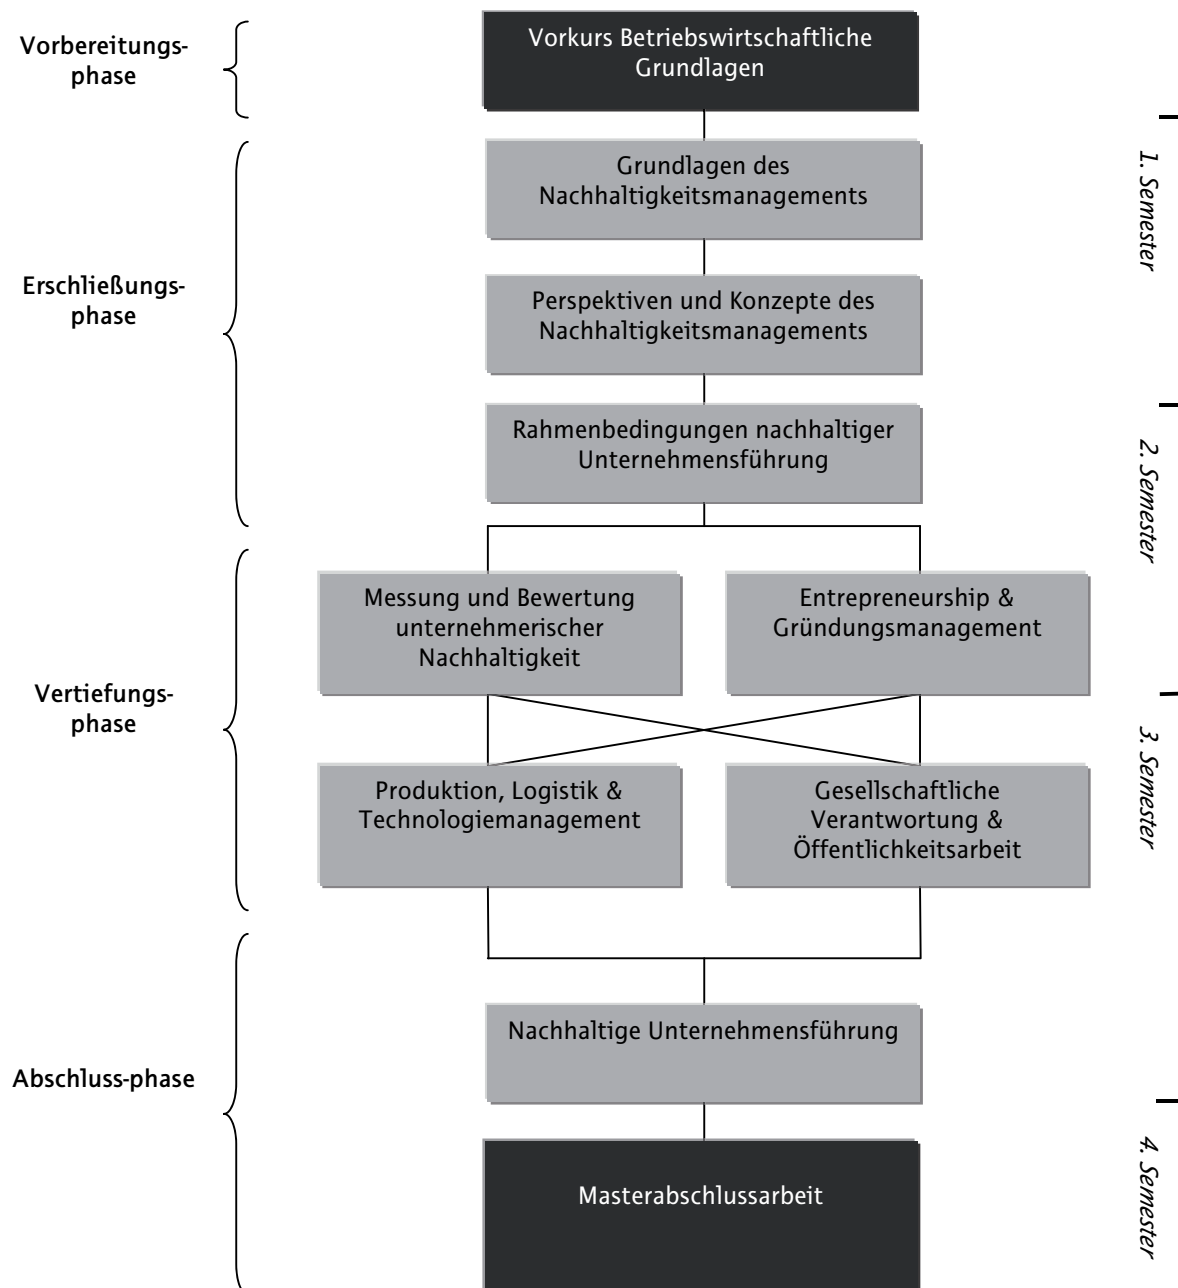 Vorbereitungs-
phase
Vorkurs Betriebswirtschaftliche
Grundlagen
1. Semester
Grundlagen des
Nachhaltigkeitsmanagements
Erschließungs-
phase
Perspektiven und Konzepte des
Nachhaltigkeitsmanagements
2. Semester
Rahmenbedingungen nachhaltiger
Unternehmensführung
Vertiefungs-
phase
Messung und Bewertung
unternehmerischer
Nachhaltigkeit
Entrepreneurship &
Gründungsmanagement
3. Semester
Produktion, Logistik &
Technologiemanagement
Gesellschaftliche
Verantwortung &
Öffentlichkeitsarbeit
Abschluss-phase
Nachhaltige Unternehmensführung
4. Semester
Masterabschlussarbeit